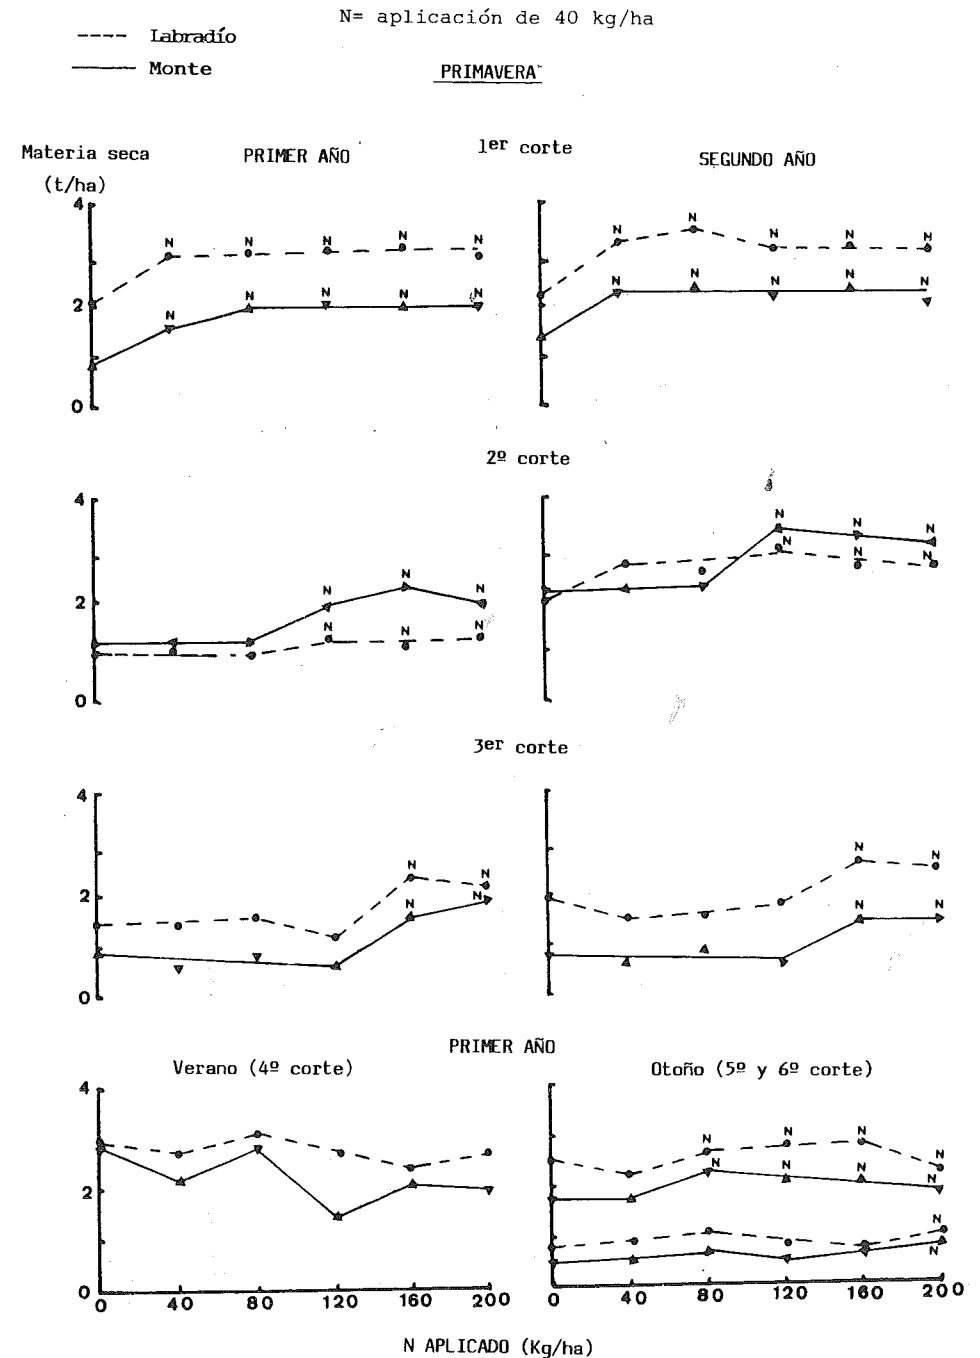 N= aplicación de 40 kg/ha
---- Labradío
—— Monte
PRIMAVERA
Materia seca
(t/ha)
PRIMER AÑO
1er corte
SEGUNDO AÑO
4
N N N N N
N N N N N
2
N N N N N
N N N N N
0
2º corte
4
N N N
N N N
2
N N N
N N N
0
3er corte
4
N N
N N
2
N N
N N
0
PRIMER AÑO
Verano (4º corte)
Otoño (5º y 6º corte)
4
N N N N
N N N N
2
N
N
0
0 40 80 120 160 200
0 40 80 120 160 200
N APLICADO (Kg/ha)